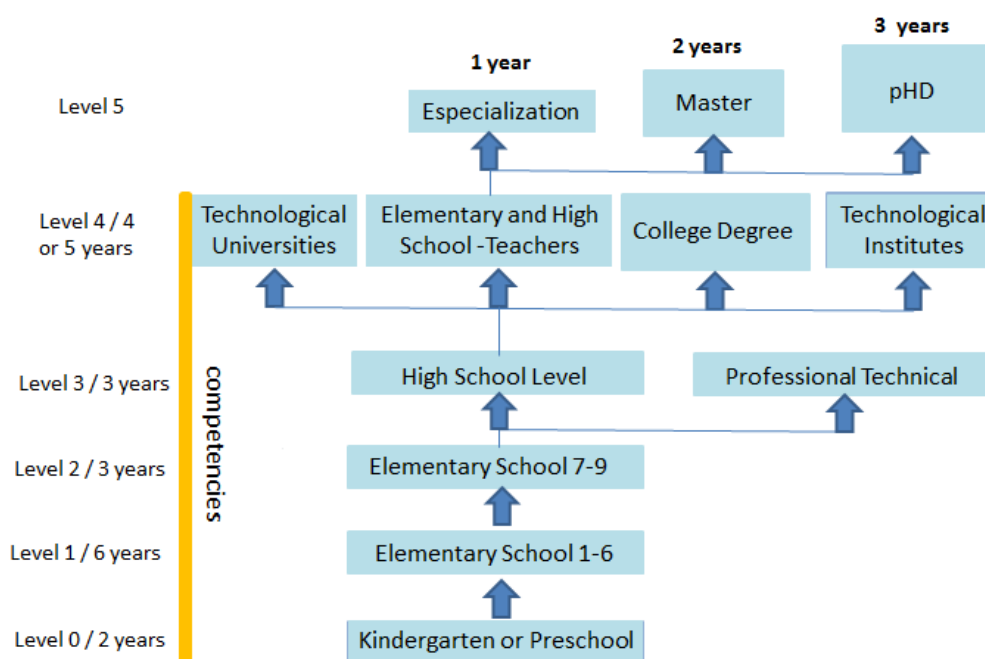 3 years
2 years
1 year
Level 5
Especialization
Master
pHD
Level 4 / 4
or 5 years
Technological
Universities
Elementary and High
School -Teachers
College Degree
Technological
Institutes
competencies
Level 3 / 3 years
High School Level
Professional Technical
Level 2 / 3 years
Elementary School 7-9
Level 1 / 6 years
Elementary School 1-6
Level 0 / 2 years
Kindergarten or Preschool